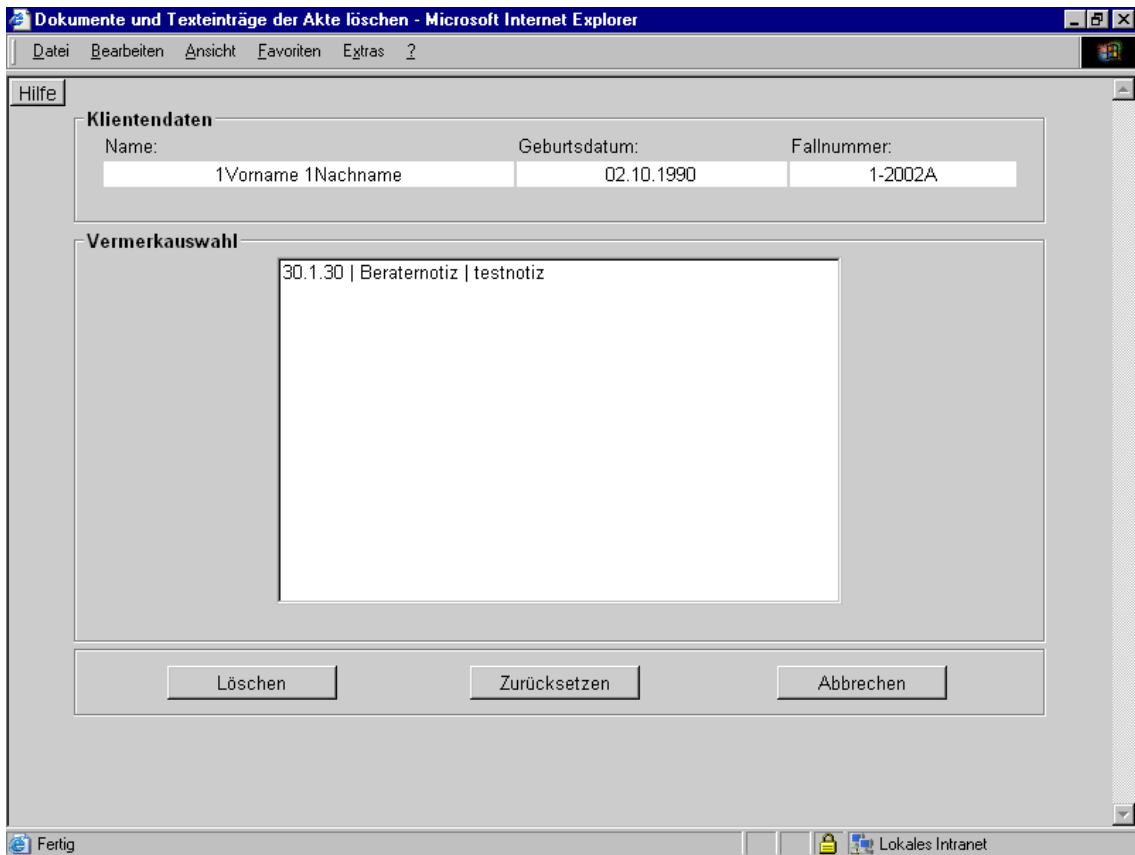 Dokumente und Texteinträge der Akte löschen - Microsoft Internet Explorer
Datei Bearbeiten Ansicht Favoriten Extras ?
Hilfe
Klientendaten
Name: Geburtsdatum: Fallnummer:
1Vorname 1Nachname 02.10.1990 1-2002A
Vermerkauswahl
30.1.30 | Beraternotiz | testnotiz
Löschen Zurücksetzen Abbrechen
Fertig Lokales Intranet